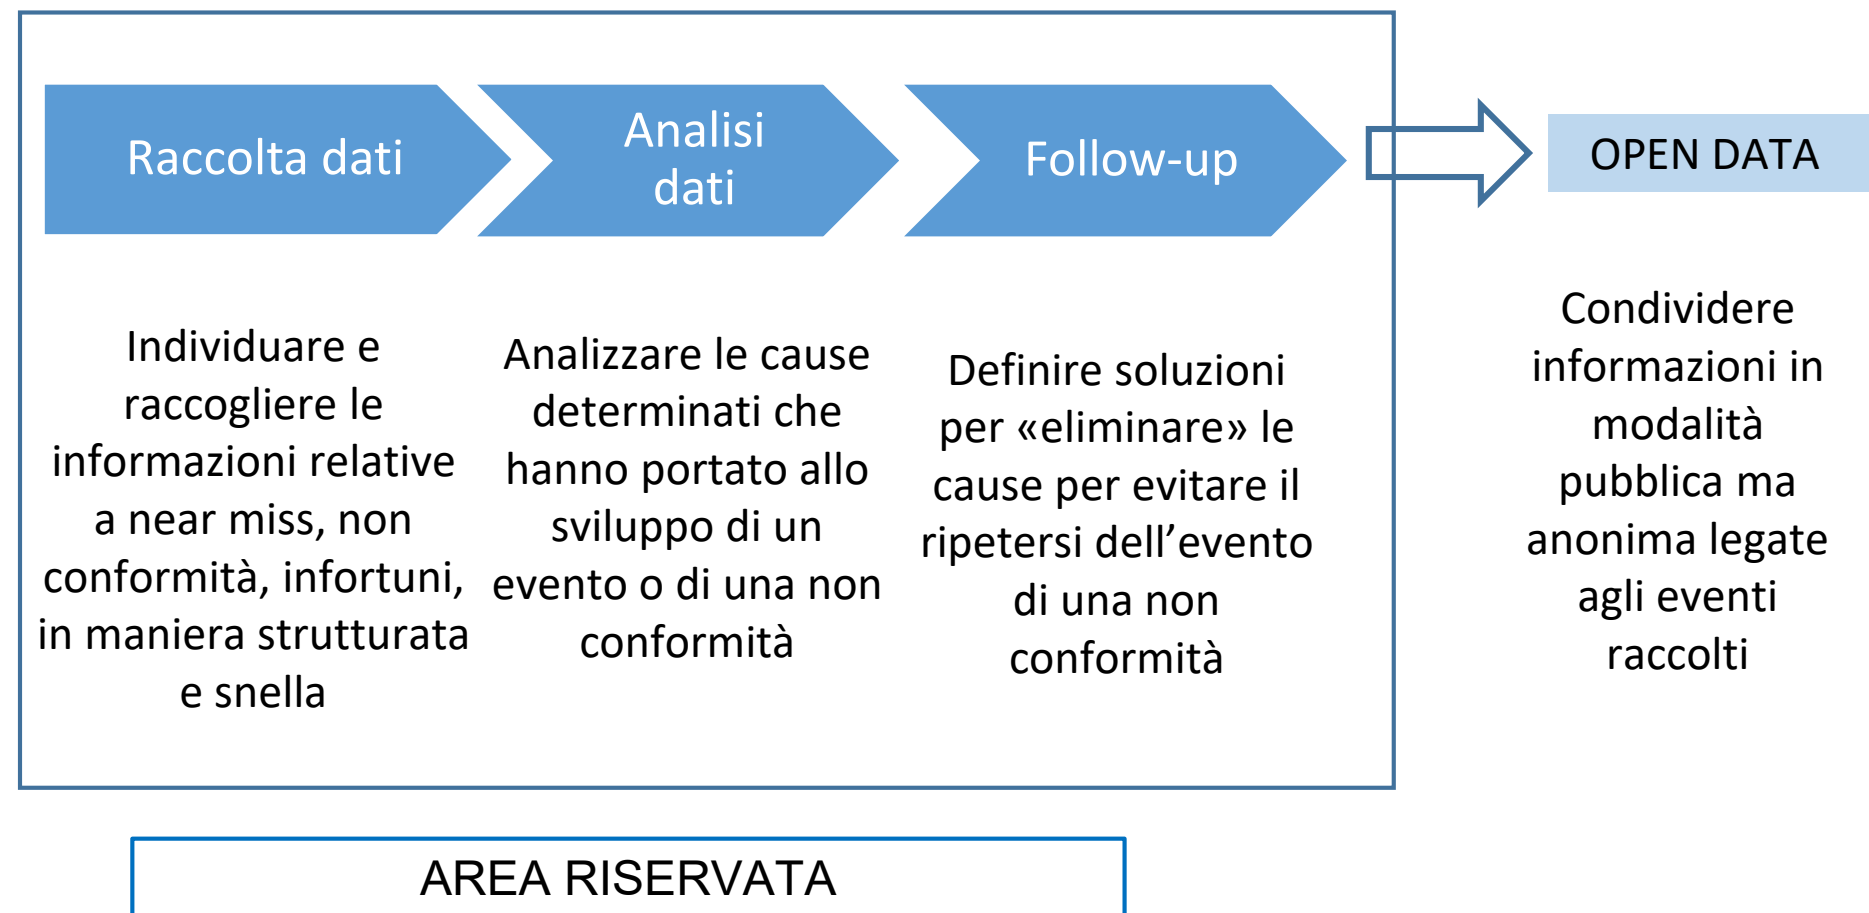 Raccolta dati
Analisi
dati
Follow-up
OPEN DATA
Individuare e
raccogliere le
informazioni relative
a near miss, non
conformità, infortuni,
in maniera strutturata
e snella
Analizzare le cause
determinati che
hanno portato allo
sviluppo di un
evento o di una non
conformità
Definire soluzioni
per «eliminare» le
cause per evitare il
ripetersi dell’evento
di una non
conformità
Condividere
informazioni in
modalità
pubblica ma
anonima legate
agli eventi
raccolti
AREA RISERVATA